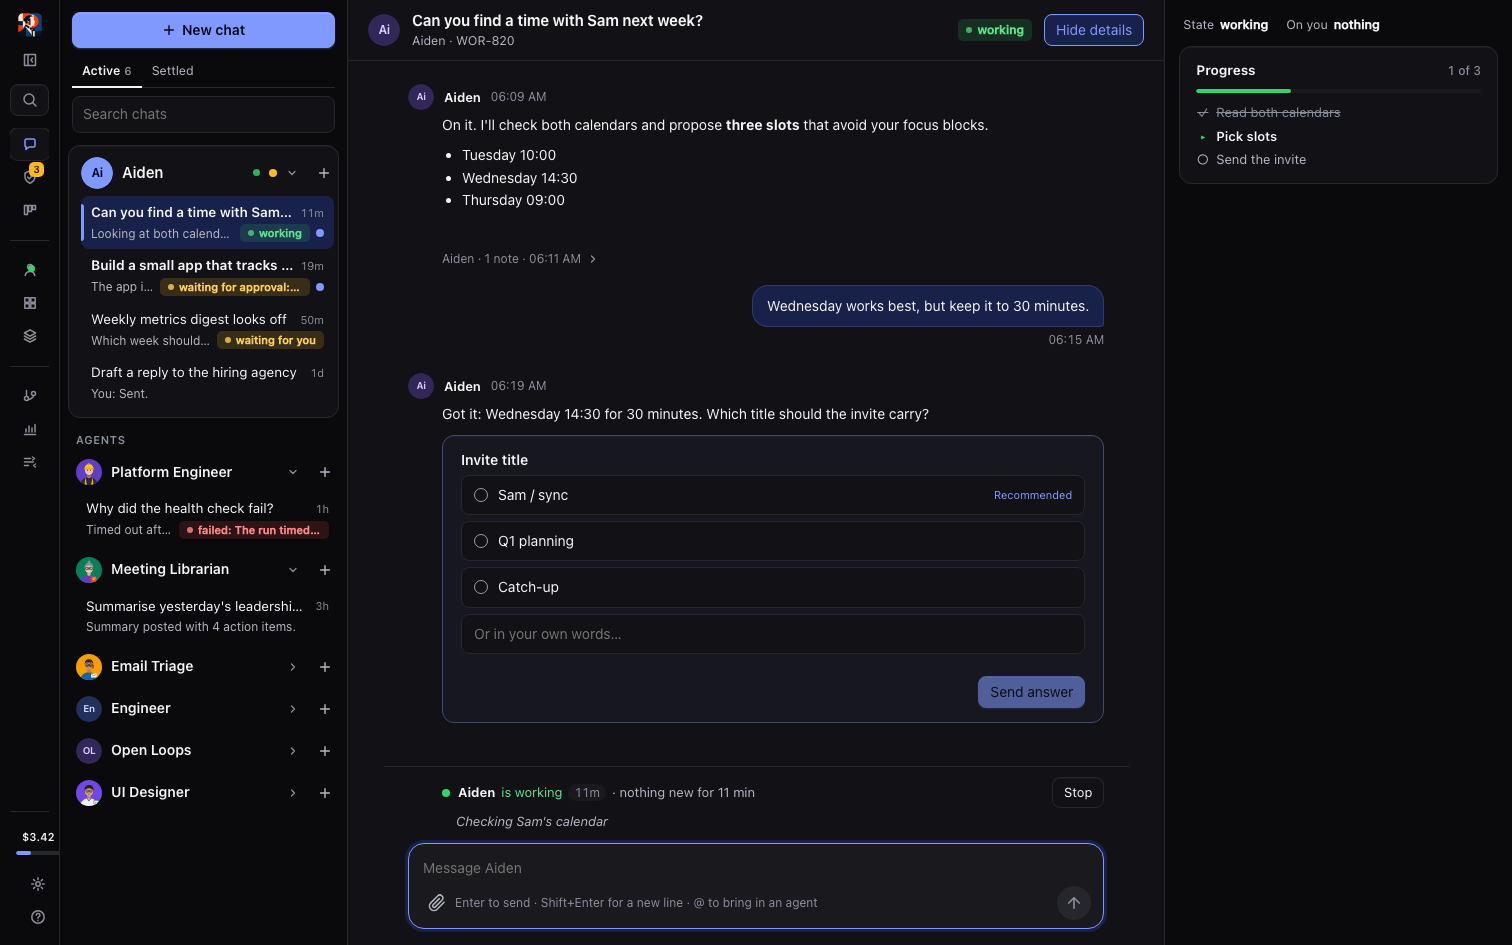 New chat
Active 6
Settled
Search chats
Ai
Aiden
Can you find a time with Sam...
11m
Looking at both calend...
working
Build a small app that tracks ...
19m
The app i...
waiting for approval:...
Weekly metrics digest looks off
50m
Which week should...
waiting for you
Draft a reply to the hiring agency
1d
You: Sent.
AGENTS
Platform Engineer
Why did the health check fail?
1h
Timed out aft...
failed: The run timed...
Meeting Librarian
Summarise yesterday's leadershi...
3h
Summary posted with 4 action items.
Email Triage
En
Engineer
OL
Open Loops
UI Designer
3
$3.42
Ai
Can you find a time with Sam next week?
Aiden · WOR-820
working
Hide details
Ai
Aiden 06:09 AM
On it. I'll check both calendars and propose three slots that avoid your focus blocks.
• Tuesday 10:00
• Wednesday 14:30
• Thursday 09:00
Aiden · 1 note · 06:11 AM
Wednesday works best, but keep it to 30 minutes.
06:15 AM
Ai
Aiden 06:19 AM
Got it: Wednesday 14:30 for 30 minutes. Which title should the invite carry?
Invite title
Sam / sync
Recommended
Q1 planning
Catch-up
Or in your own words...
Send answer
Aiden is working 11m · nothing new for 11 min
Stop
Checking Sam's calendar
Message Aiden
Enter to send · Shift+Enter for a new line · @ to bring in an agent
State working On you nothing
Progress
1 of 3
Read both calendars
Pick slots
Send the invite